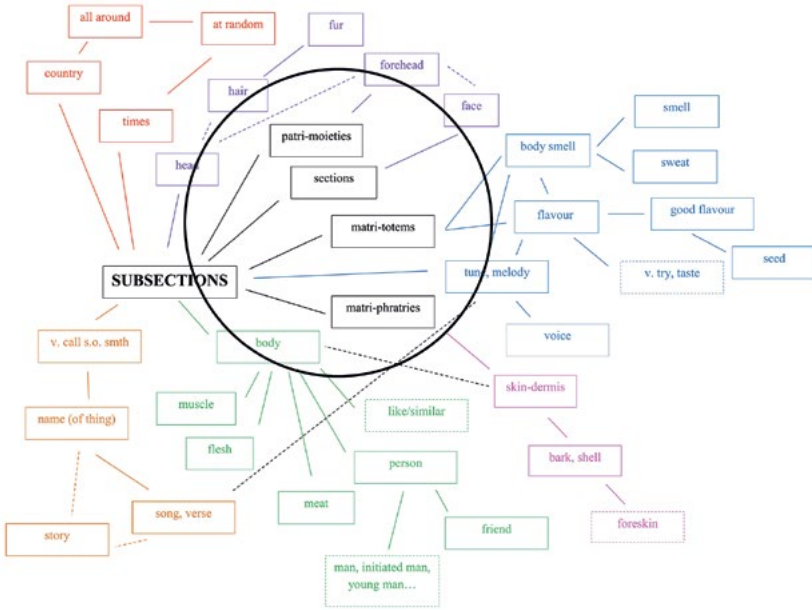 all around
at random
fur
country
forehead
hair
face
smell
times
patri-moieties
body smell
head
sections
sweat
matri-totems
flavour
good flavour
seed
tune, melody
v. try, taste
SUBSECTIONS
matri-phratries
voice
v. call s.o. smth
body
skin-dermis
muscle
like/similar
name (of thing)
flesh
bark, shell
person
meat
song, verse
friend
foreskin
story
man, initiated man,
young man…